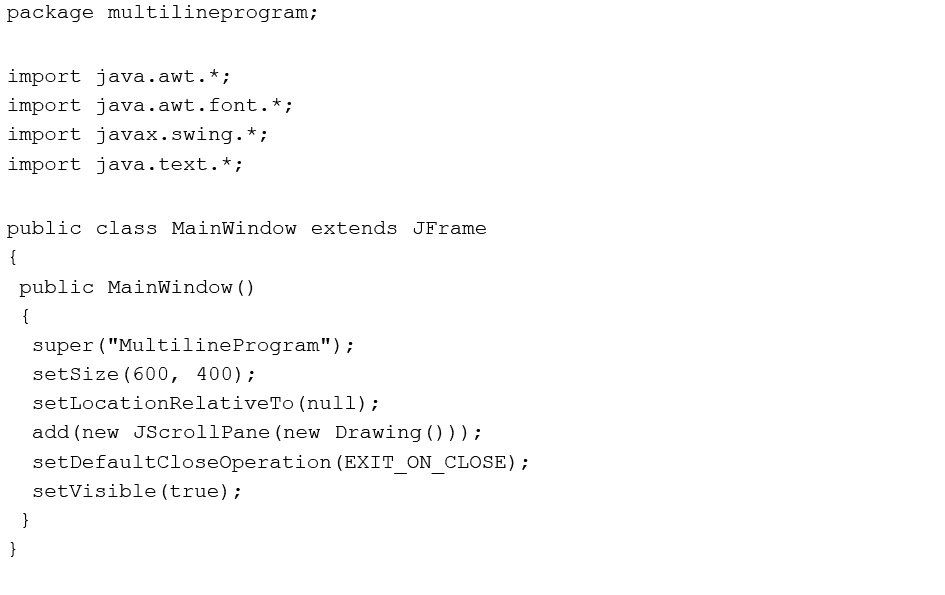 package multilineprogram;

import java.awt.*;
import java.awt.font.*;
import javax.swing.*;
import java.text.*;

public class MainWindow extends JFrame
{
 public MainWindow()
 {
  super("MultilineProgram");
  setSize(600, 400);
  setLocationRelativeTo(null);
  add(new JScrollPane(new Drawing()));
  setDefaultCloseOperation(EXIT_ON_CLOSE);
  setVisible(true);
 }
}